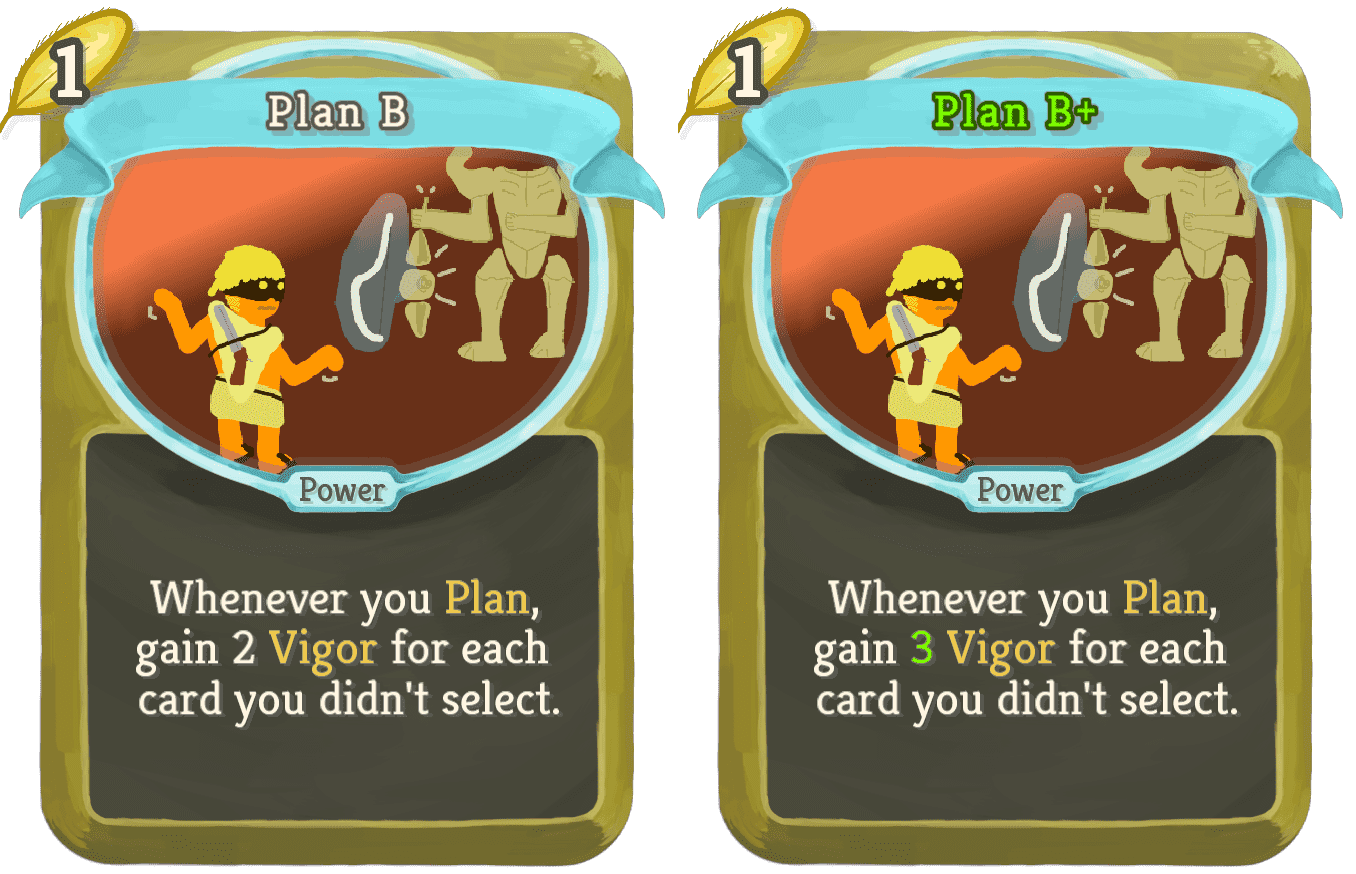 1
Plan B
Power
Whenever you Plan,
gain 2 Vigor for each
card you didn't select.
1
Plan B+
Power
Whenever you Plan,
gain 3 Vigor for each
card you didn't select.